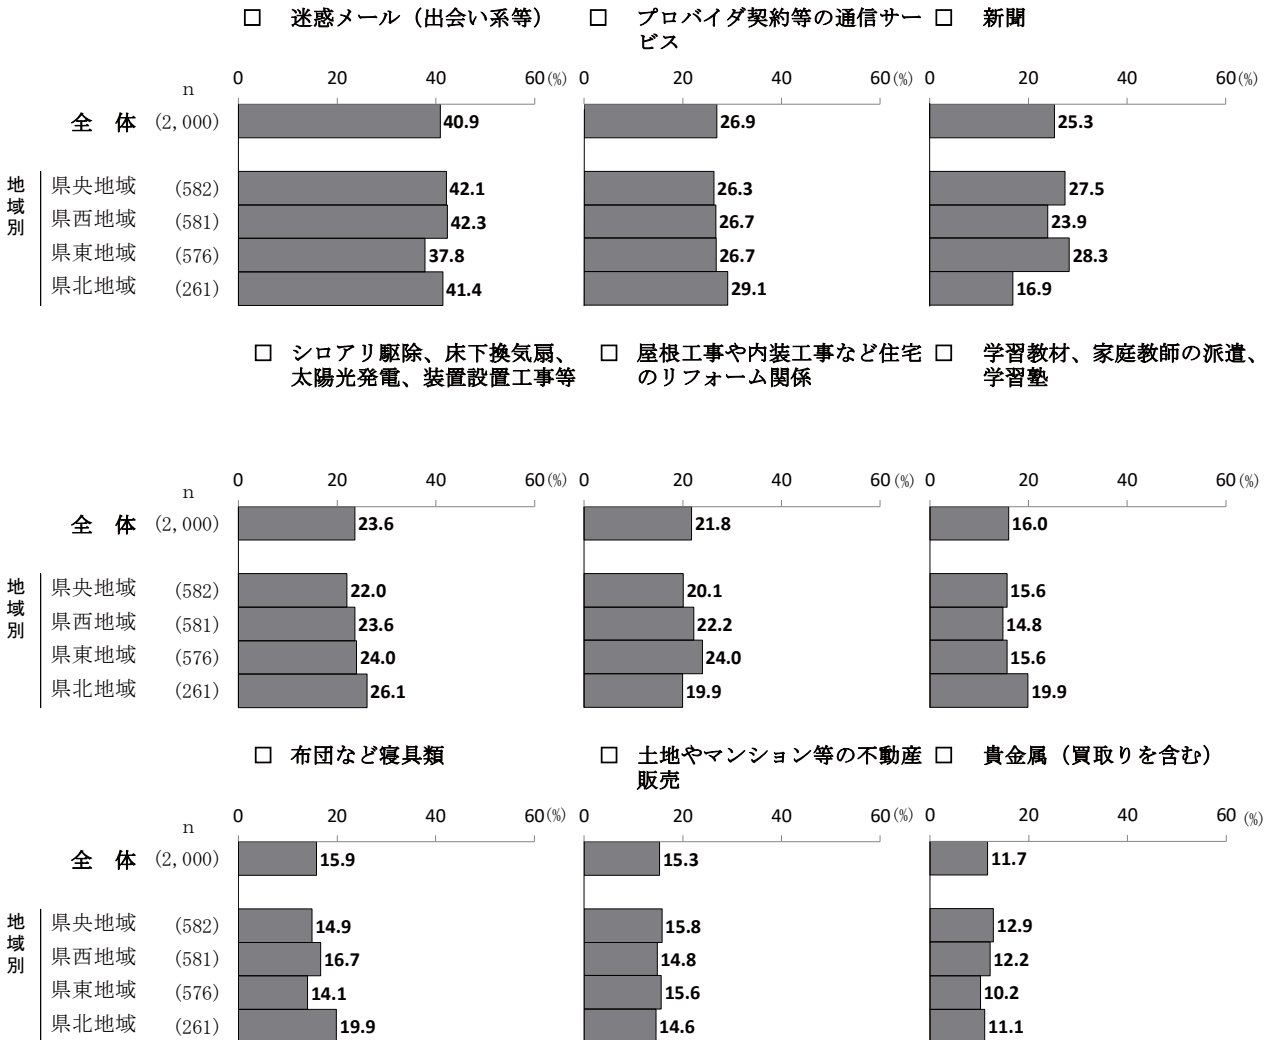 □ 迷惑メール（出会い系等） □ プロバイダ契約等の通信サー □ 新聞
ビス
0 20 40 60(%) 0 20 40 60(%) 0 20 40 60(%)
n
全 体 (2,000) 40.9 26.9 25.3
地域別
県央地域 (582) 42.1 26.3 27.5
県西地域 (581) 42.3 26.7 23.9
県東地域 (576) 37.8 26.7 28.3
県北地域 (261) 41.4 29.1 16.9
□ シロアリ駆除、床下換気扇、 □ 屋根工事や内装工事など住宅 □ 学習教材、家庭教師の派遣、
太陽光発電、装置設置工事等 のリフォーム関係 学習塾
0 20 40 60(%) 0 20 40 60(%) 0 20 40 60(%)
n
全 体 (2,000) 23.6 21.8 16.0
地域別
県央地域 (582) 22.0 20.1 15.6
県西地域 (581) 23.6 22.2 14.8
県東地域 (576) 24.0 24.0 15.6
県北地域 (261) 26.1 19.9 19.9
□ 布団など寝具類 □ 土地やマンション等の不動産 □ 貴金属（買取りを含む）
販売
0 20 40 60(%) 0 20 40 60(%) 0 20 40 60(%)
n
全 体 (2,000) 15.9 15.3 11.7
地域別
県央地域 (582) 14.9 15.8 12.9
県西地域 (581) 16.7 14.8 12.2
県東地域 (576) 14.1 15.6 10.2
県北地域 (261) 19.9 14.6 11.1